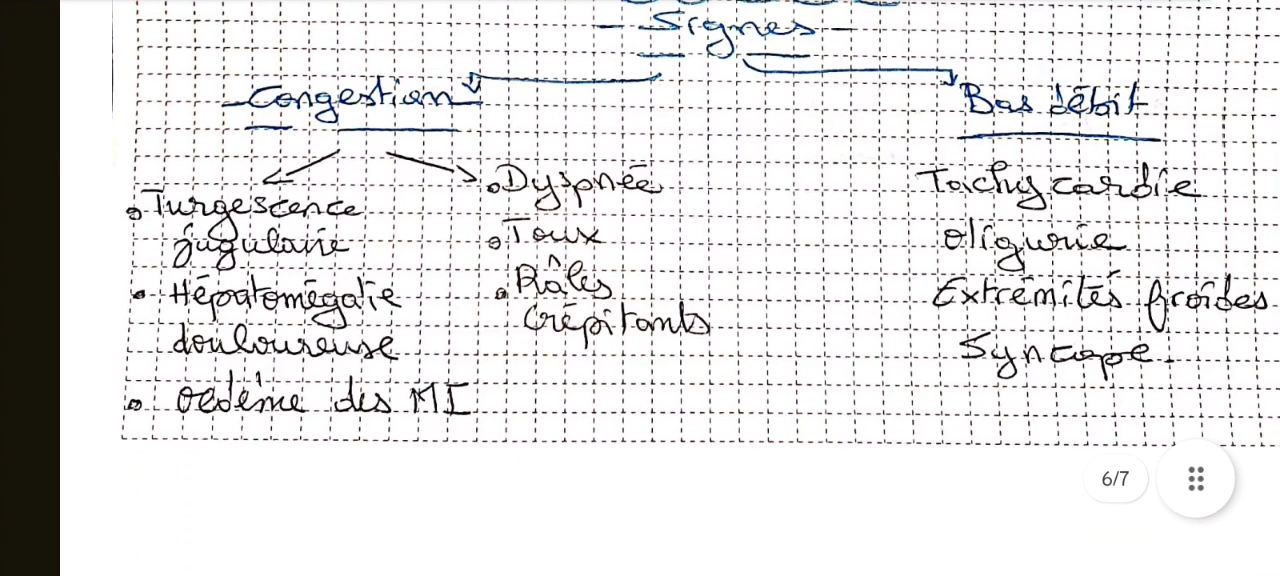 Signes
Congestion
Bas débit
Turgescence
jugulaire
Hépatomégalie
douloureuse
oedème des MI
Dyspnée
Toux
Râles
Crépitants
Tachycardie
oligurie
Extrémités froides
Syncope.
6/7